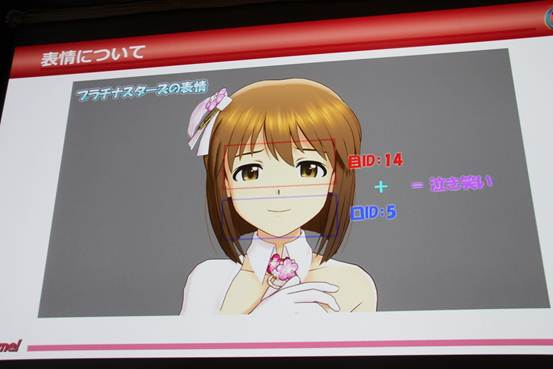 表情について
プラチナスターズの表情
目ID:14
+
= 泣き笑い
口ID:5